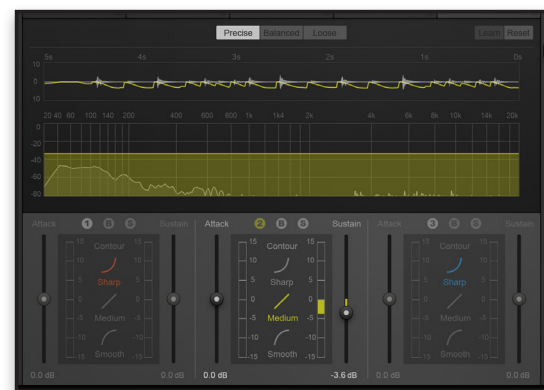 Precise Balanced Loose Learn Reset
5s 4s 3s 2s 1s 0s
10
0
10
20 40 60 100 140 200 400 600 800 1k 1k4 2k 4k 6k 8k 10k 14k 20k
0
-20
-40
-60
-80
Attack 1 B S Sustain Attack 2 B S Sustain Attack 3 B S Sustain
15 Contour 15 15 Contour 15 15 Contour 15
10 10 10 10 10 10
Sharp Sharp Sharp
5 5 5 5 5 5
0 0 0 0 0 0
-5 Medium -5 -5 Medium -5 -5 Medium -5
-10 -10 -10 -10 -10 -10
-15 Smooth -15 -15 Smooth -15 -15 Smooth -15
0.0 dB 0.0 dB 0.0 dB -3.6 dB 0.0 dB 0.0 dB